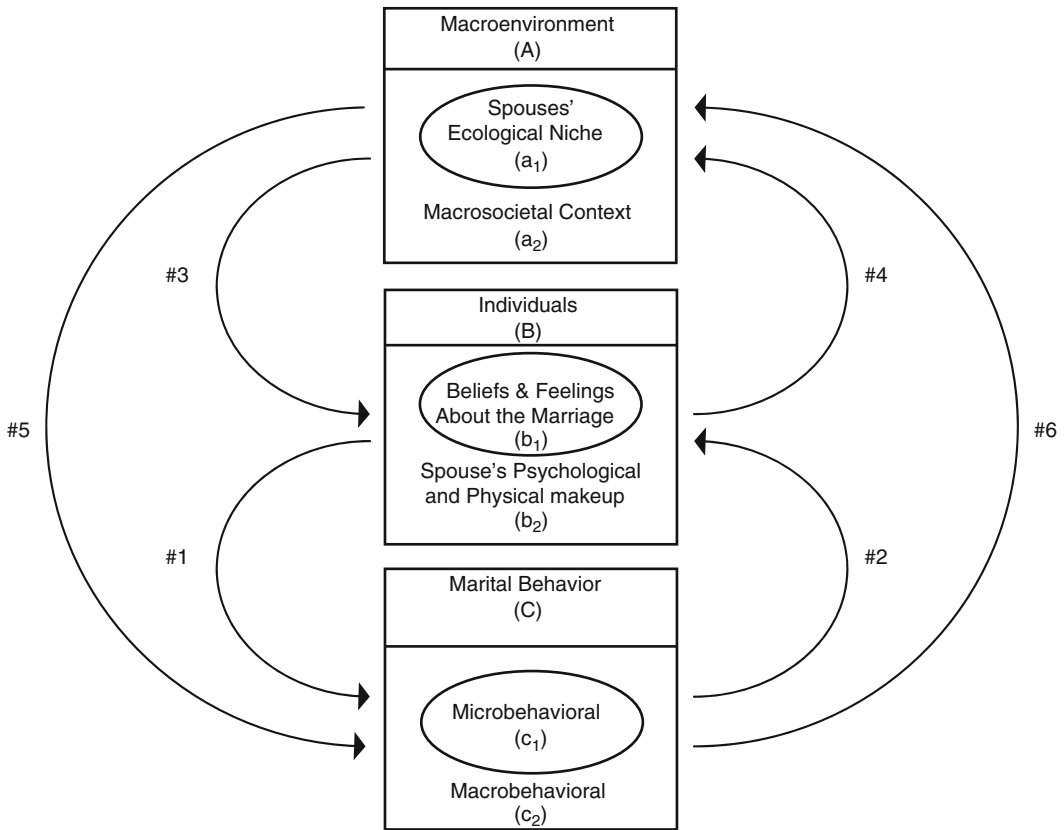 Macroenvironment
(A)
Spouses'
Ecological Niche
(a₁)
Macrosocietal Context
(a₂)
#3
#4
Individuals
(B)
Beliefs & Feelings
About the Marriage
(b₁)
Spouse's Psychological
and Physical makeup
(b₂)
#5
#6
#1
#2
Marital Behavior
(C)
Microbehavioral
(c₁)
Macrobehavioral
(c₂)